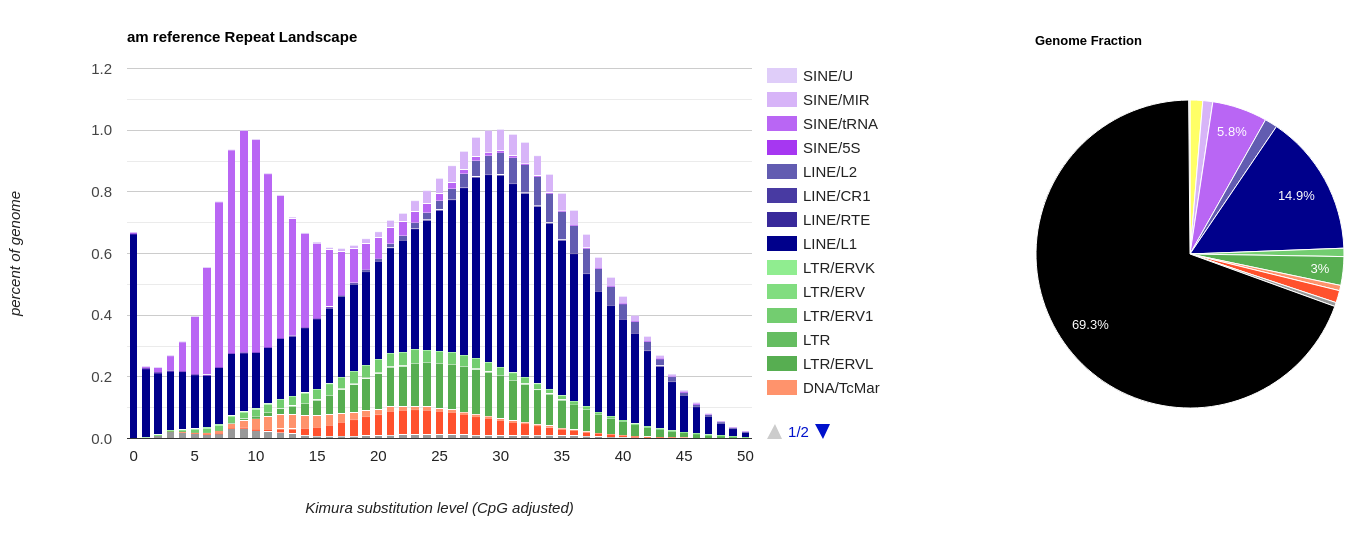 am reference Repeat Landscape
Genome Fraction
percent of genome
1.2
1.0
0.8
0.6
0.4
0.2
0.0
0 5 10 15 20 25 30 35 40 45 50
Kimura substitution level (CpG adjusted)
SINE/U
SINE/MIR
SINE/tRNA
SINE/5S
LINE/L2
LINE/CR1
LINE/RTE
LINE/L1
LTR/ERVK
LTR/ERV
LTR/ERV1
LTR
LTR/ERVL
DNA/TcMar
1/2
5.8%
14.9%
3%
69.3%